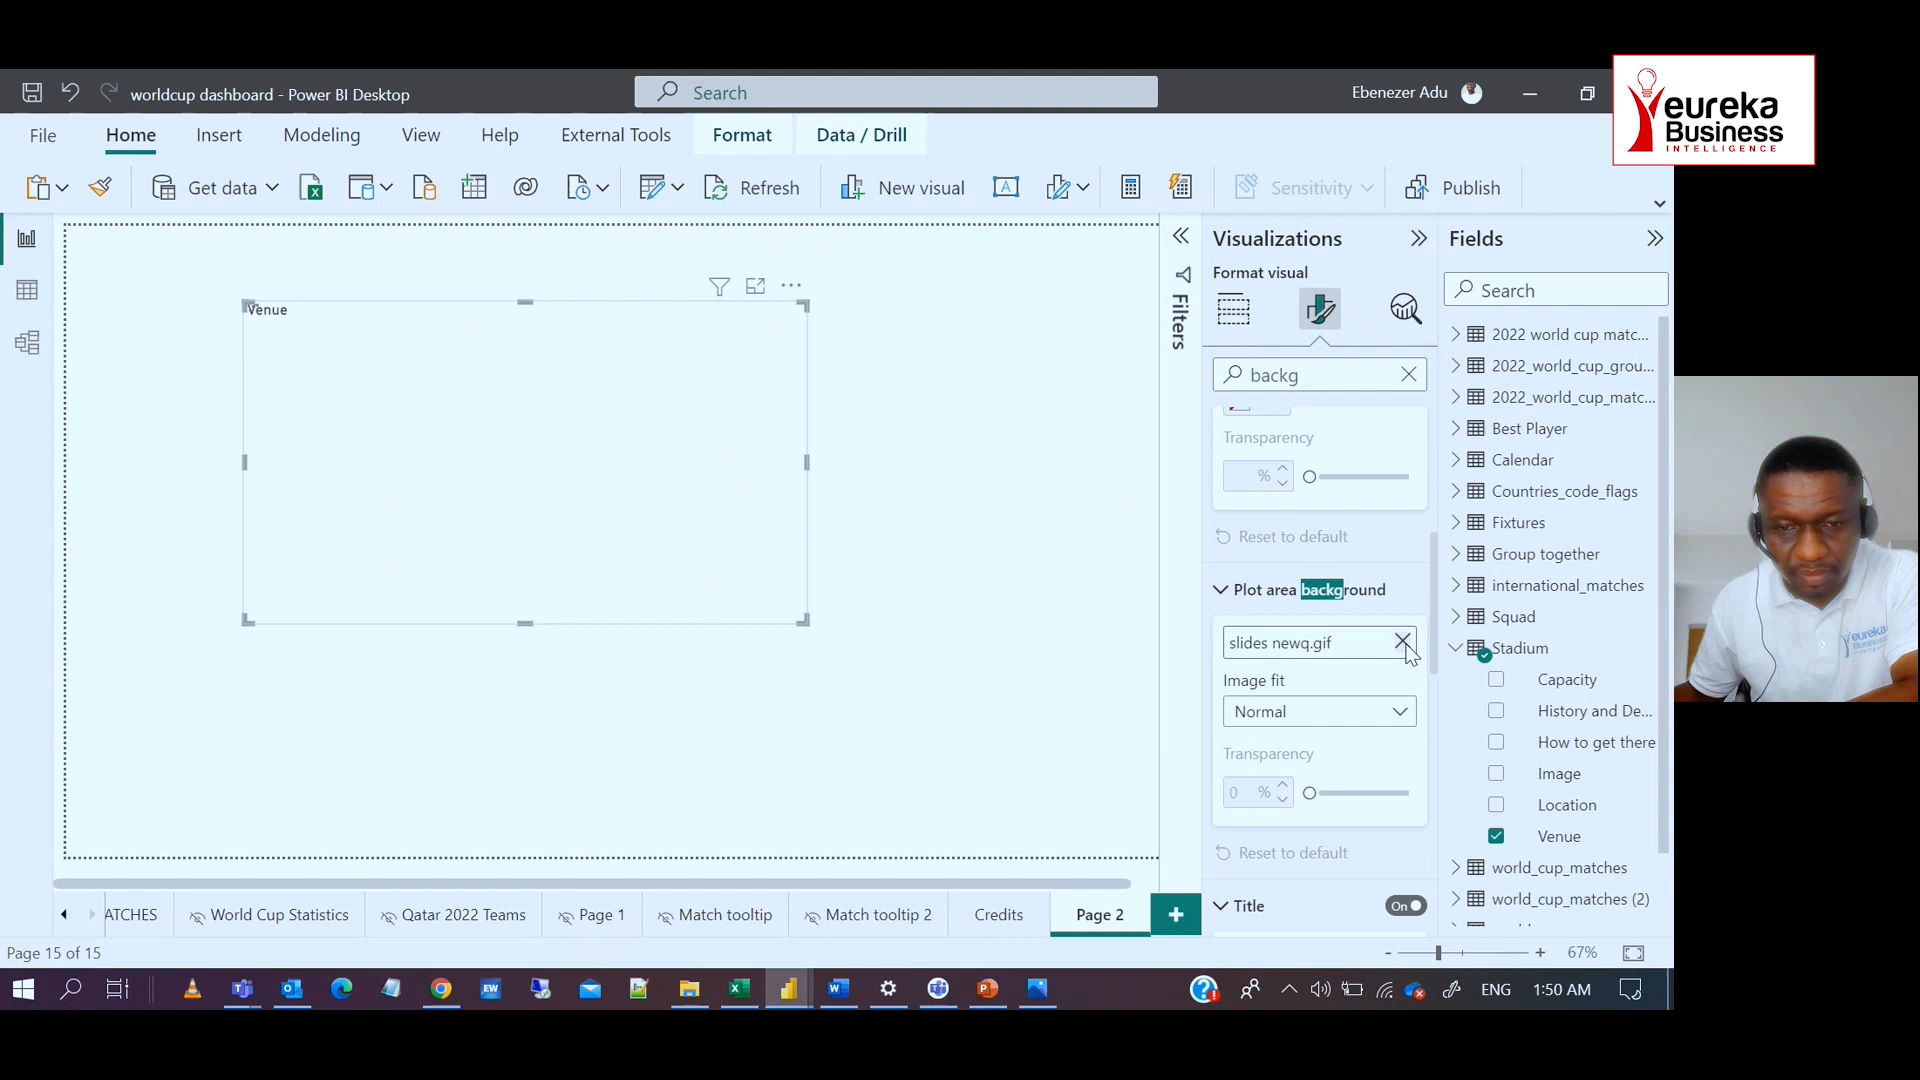 worldcup dashboard - Power BI Desktop
Search
Ebenezer Adu
eureka
Business
INTELLIGENCE
File
Home
Insert
Modeling
View
Help
External Tools
Format
Data / Drill
Get data
Refresh
New visual
A
Sensitivity
Publish
Visualizations
Fields
Format visual
Search
Filters
Venue
backg
Transparency
%
Reset to default
Plot area background
slides newq.gif
Image fit
Normal
Transparency
0 %
Reset to default
Title
On
2022 world cup matc...
2022_world_cup_grou...
2022_world_cup_matc...
Best Player
Calendar
Countries_code_flags
Fixtures
Group together
international_matches
Squad
Stadium
Capacity
History and De...
How to get there
Image
Location
Venue
world_cup_matches
world_cup_matches (2)
ATCHES
World Cup Statistics
Qatar 2022 Teams
Page 1
Match tooltip
Match tooltip 2
Credits
Page 2
Page 15 of 15
67%
EW
ENG
1:50 AM